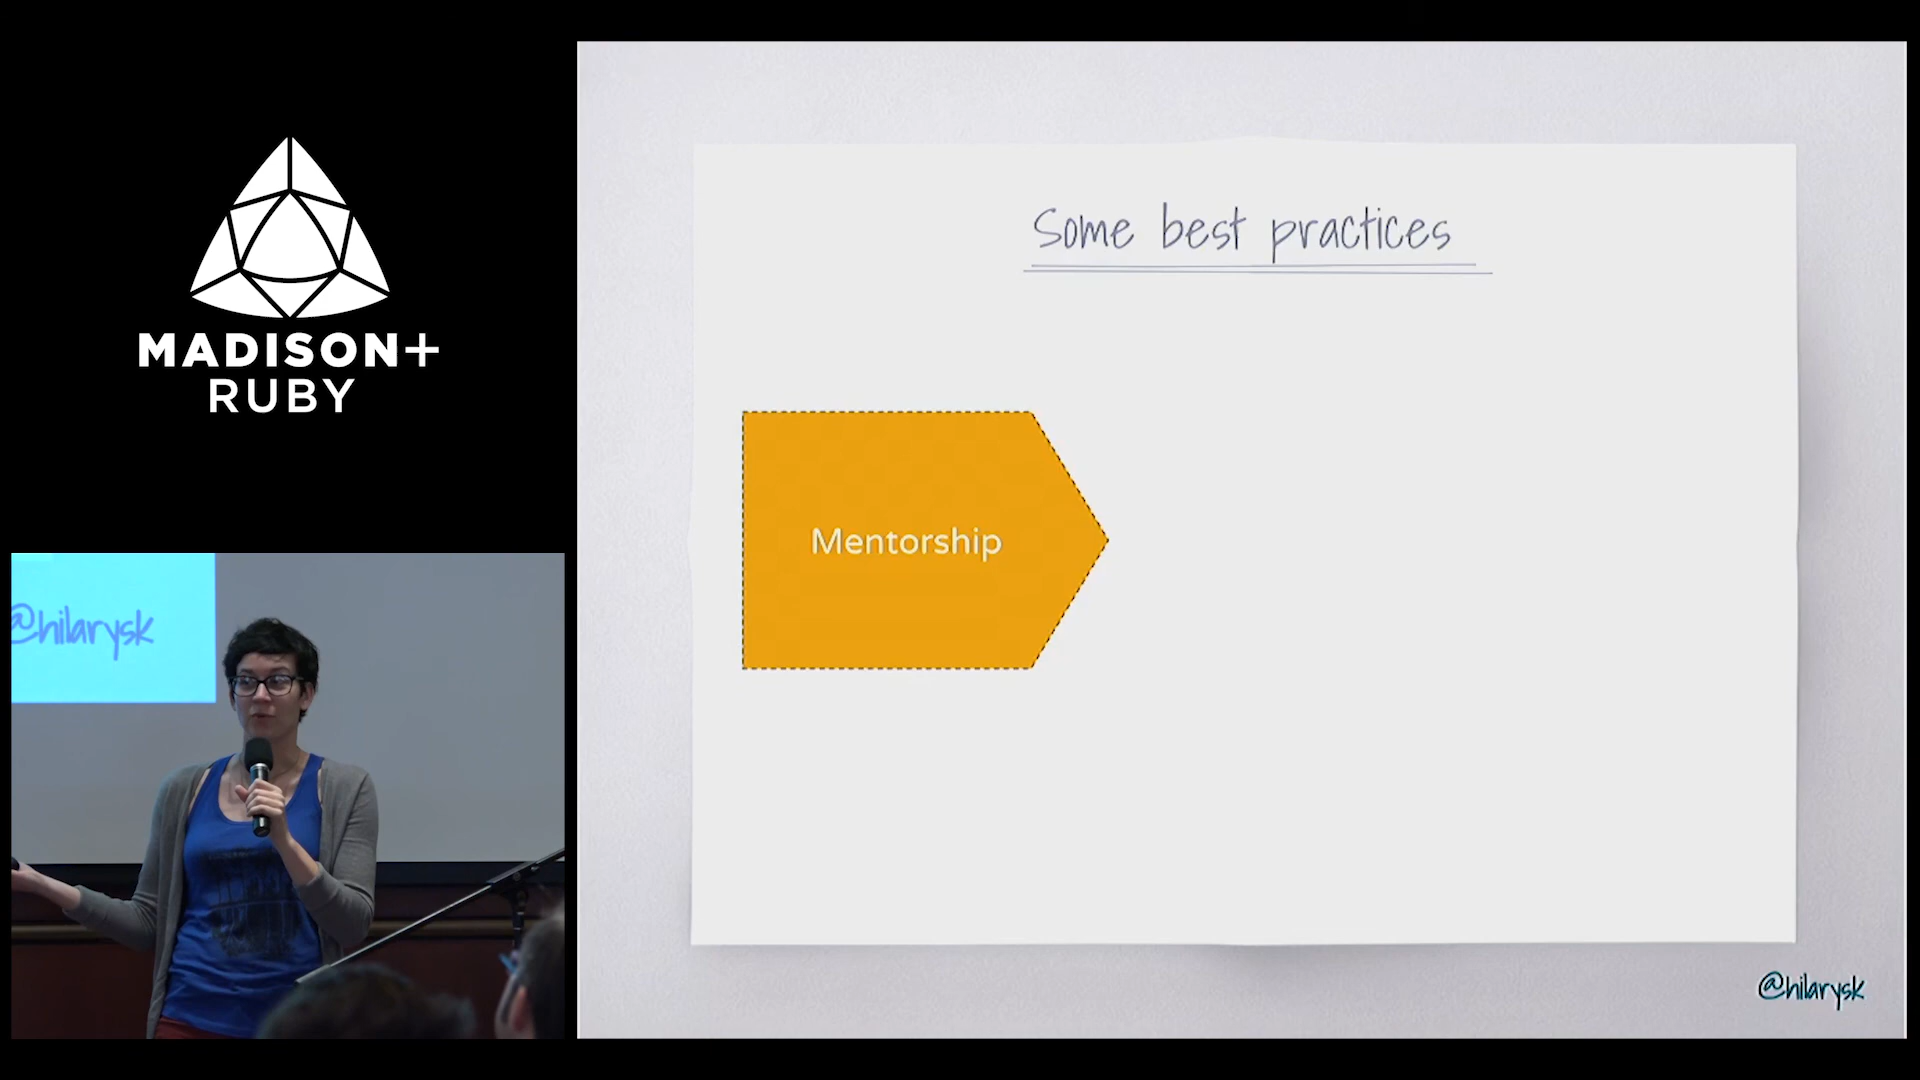 MADISON+
RUBY
@hilarysk
Some best practices
Mentorship
@hilarysk